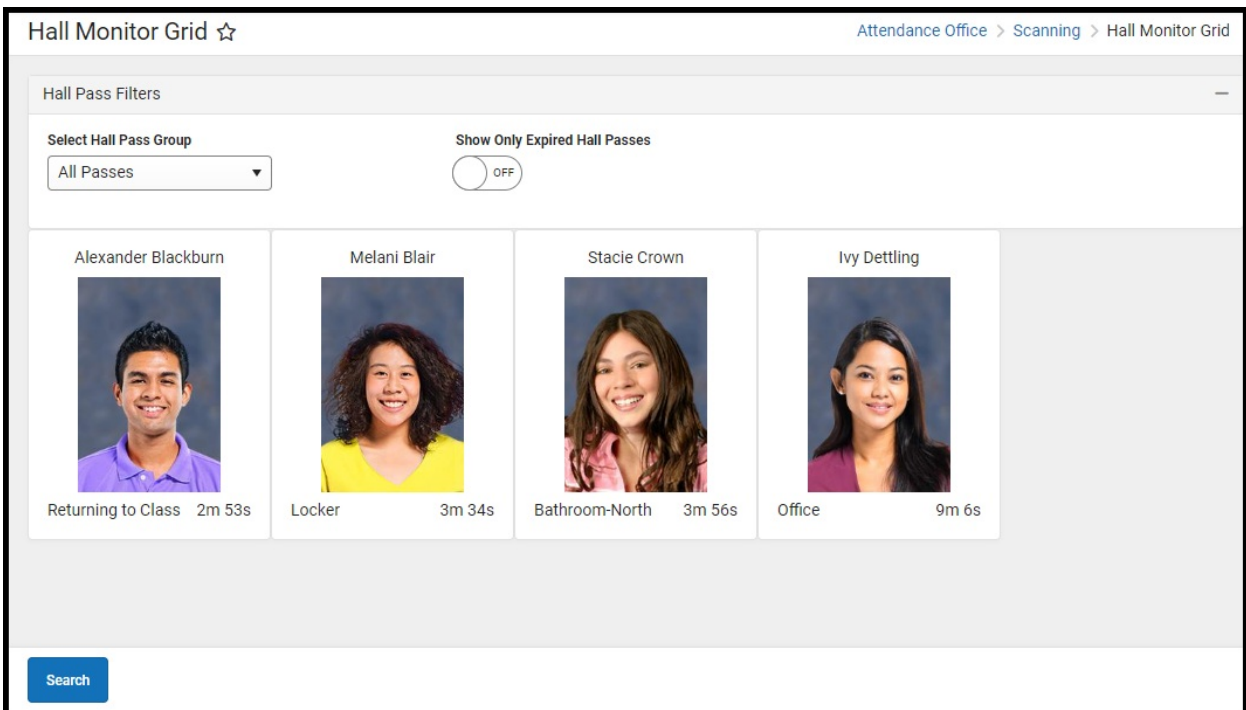 Hall Monitor Grid
Attendance Office > Scanning > Hall Monitor Grid
Hall Pass Filters
Select Hall Pass Group
Show Only Expired Hall Passes
All Passes
OFF
Alexander Blackburn
Melani Blair
Stacie Crown
Ivy Dettling
Returning to Class 2m 53s
Locker 3m 34s
Bathroom-North 3m 56s
Office 9m 6s
Search